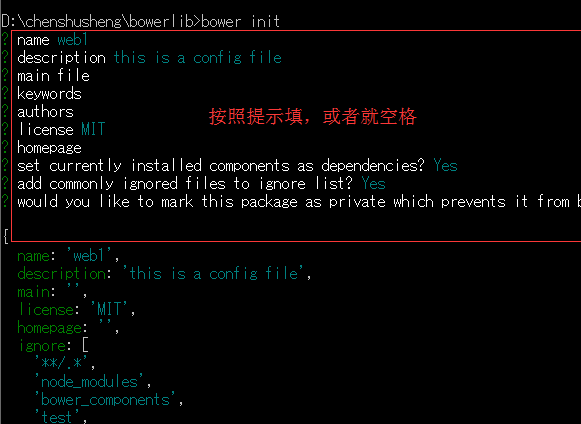 D:\chenshusheng\bowerlib>bower init
? name web1
? description this is a config file
? main file
? keywords
? authors
? license MIT
? homepage
? set currently installed components as dependencies? Yes
? add commonly ignored files to ignore list? Yes
? would you like to mark this package as private which prevents it from b
按照提示填，或者就空格
{
name: 'web1',
description: 'this is a config file',
main: '',
license: 'MIT',
homepage: '',
ignore: [
'**/.*',
'node_modules',
'bower_components',
'test',